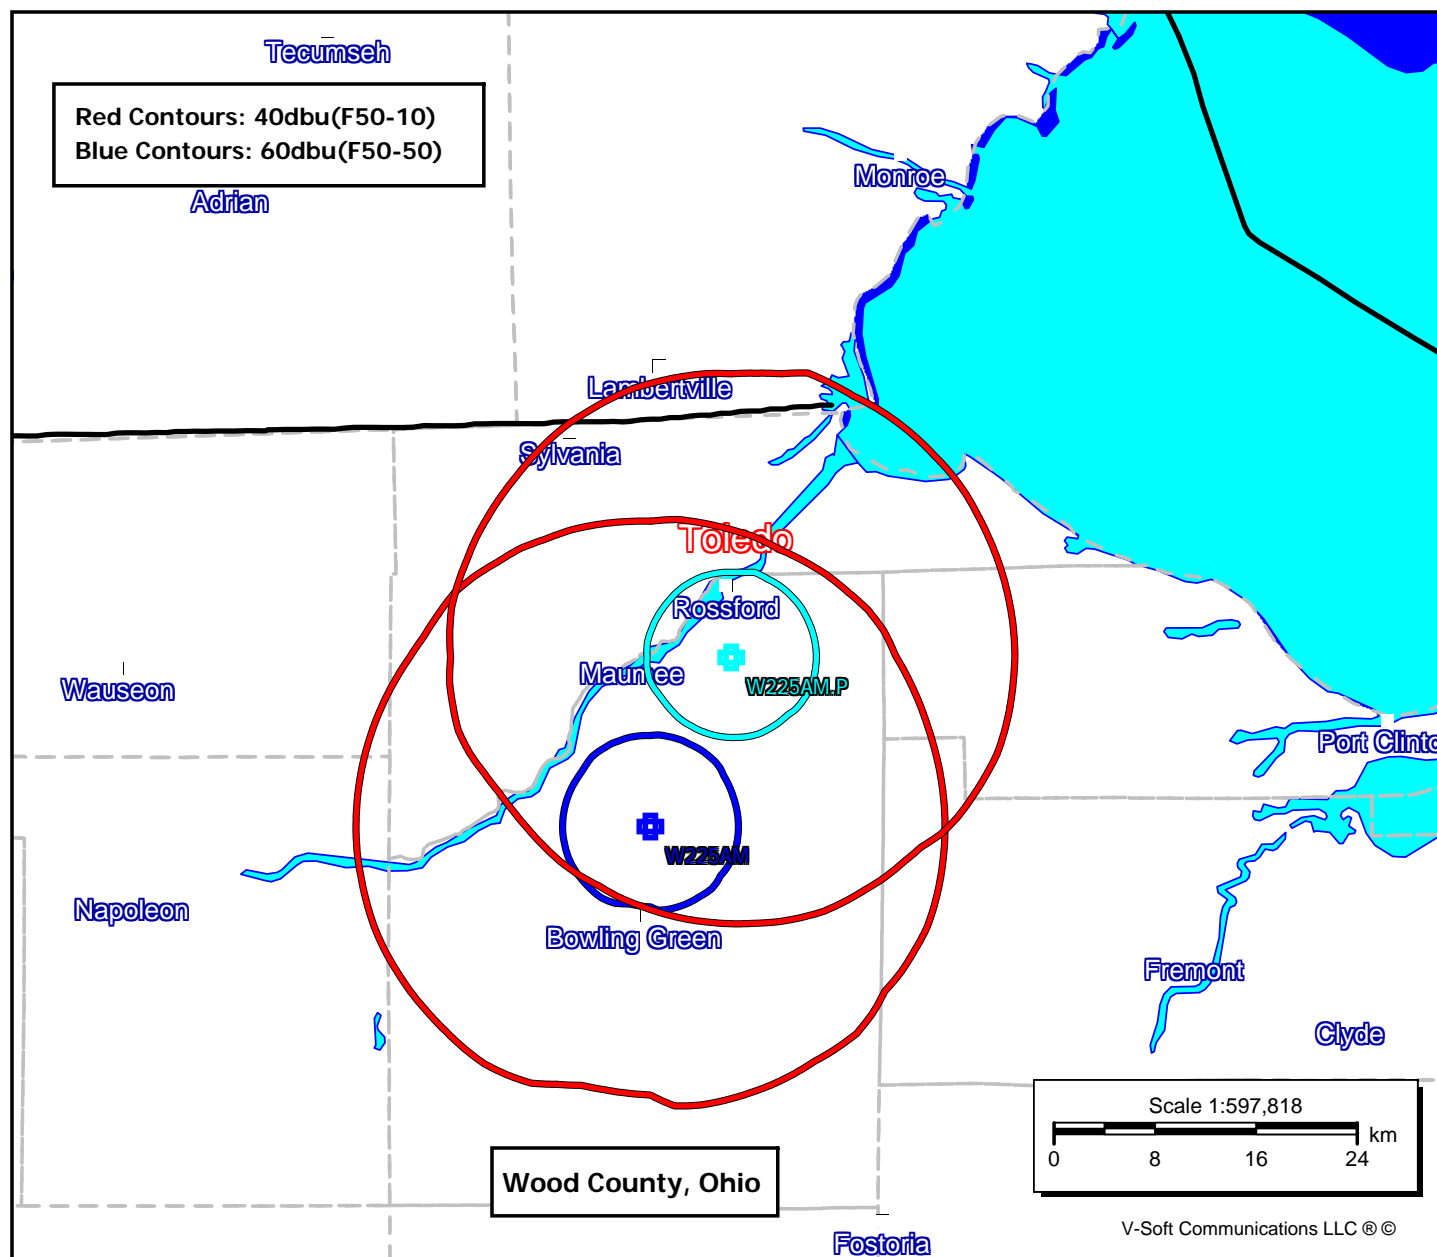 Tecumseh
Red Contours: 40dbu(F50-10)
Blue Contours: 60dbu(F50-50)
Adrian
Monroe
Lambertville
Sylvania
Toledo
Rossford
Maumee
W225AM.P
Wauseon
Port Clinto
W225AM
Napoleon
Bowling Green
Fremont
Clyde
Scale 1:597,818
km
0 8 16 24
Wood County, Ohio
V-Soft Communications LLC ® ©
Fostoria